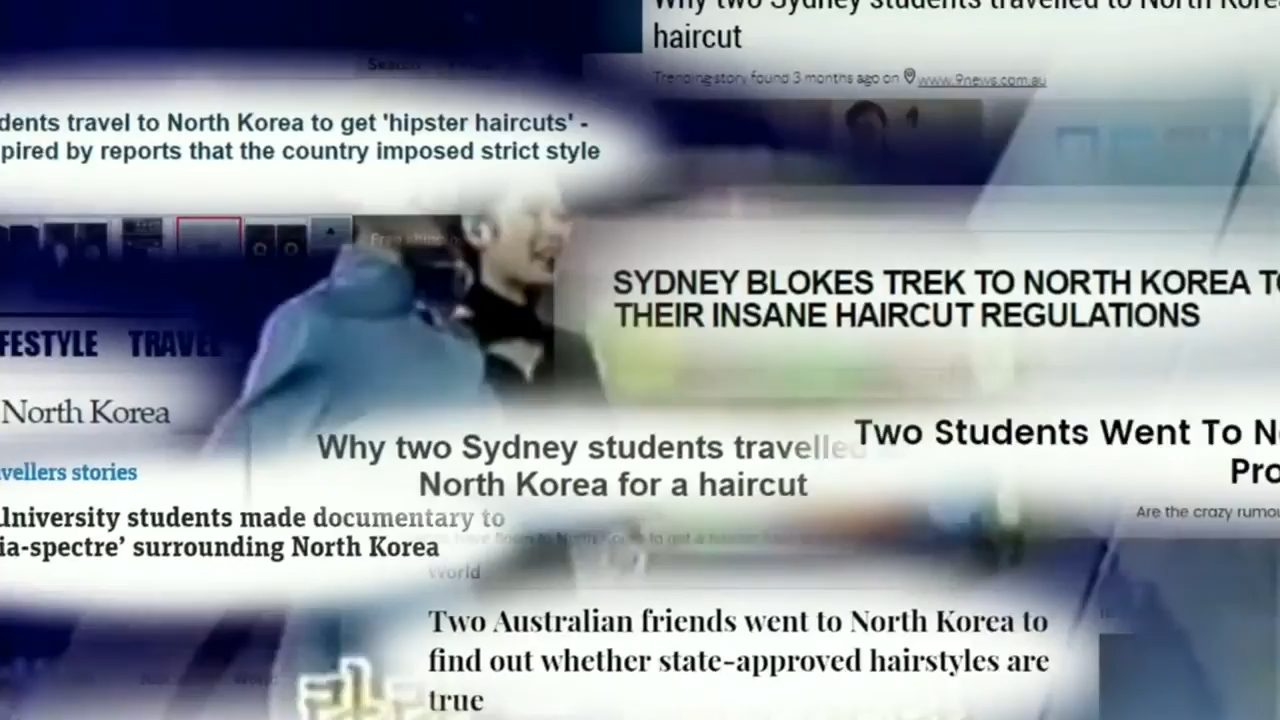 Why two Sydney students travelled to North Korea
haircut
Trending story found 3 months ago on www.9news.com.au
dents travel to North Korea to get 'hipster haircuts' -
pired by reports that the country imposed strict style
SYDNEY BLOKES TREK TO NORTH KOREA TO
THEIR INSANE HAIRCUT REGULATIONS
FESTYLE TRAVEL
North Korea
Why two Sydney students travelled
North Korea for a haircut
Two Students Went To No
Pro
Are the crazy rumou
vellers stories
University students made documentary to
ia-spectre' surrounding North Korea
World
Two Australian friends went to North Korea to
find out whether state-approved hairstyles are
true